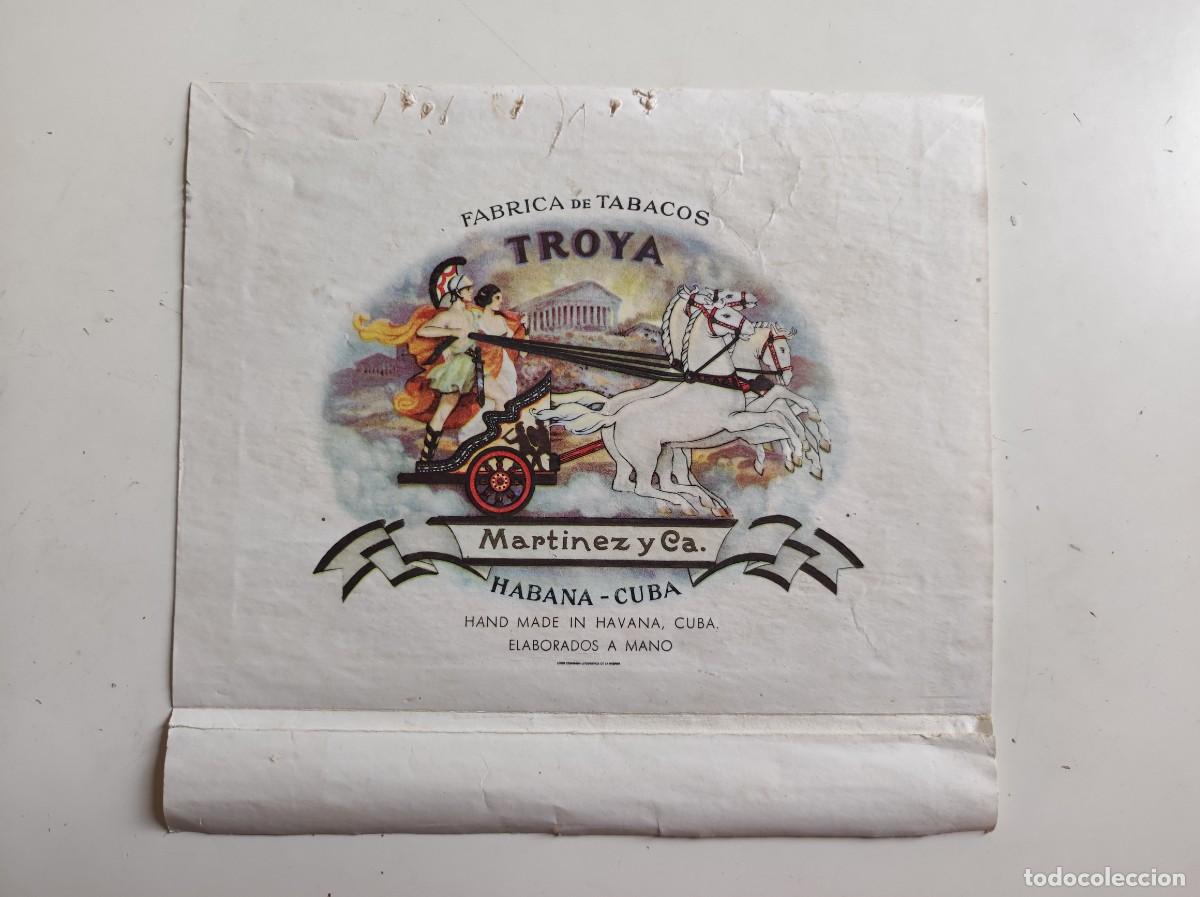 FABRICA DE TABACOS
TROYA
Martinez y Ca.
HABANA - CUBA
HAND MADE IN HAVANA, CUBA.
ELABORADOS A MANO
todocoleccion